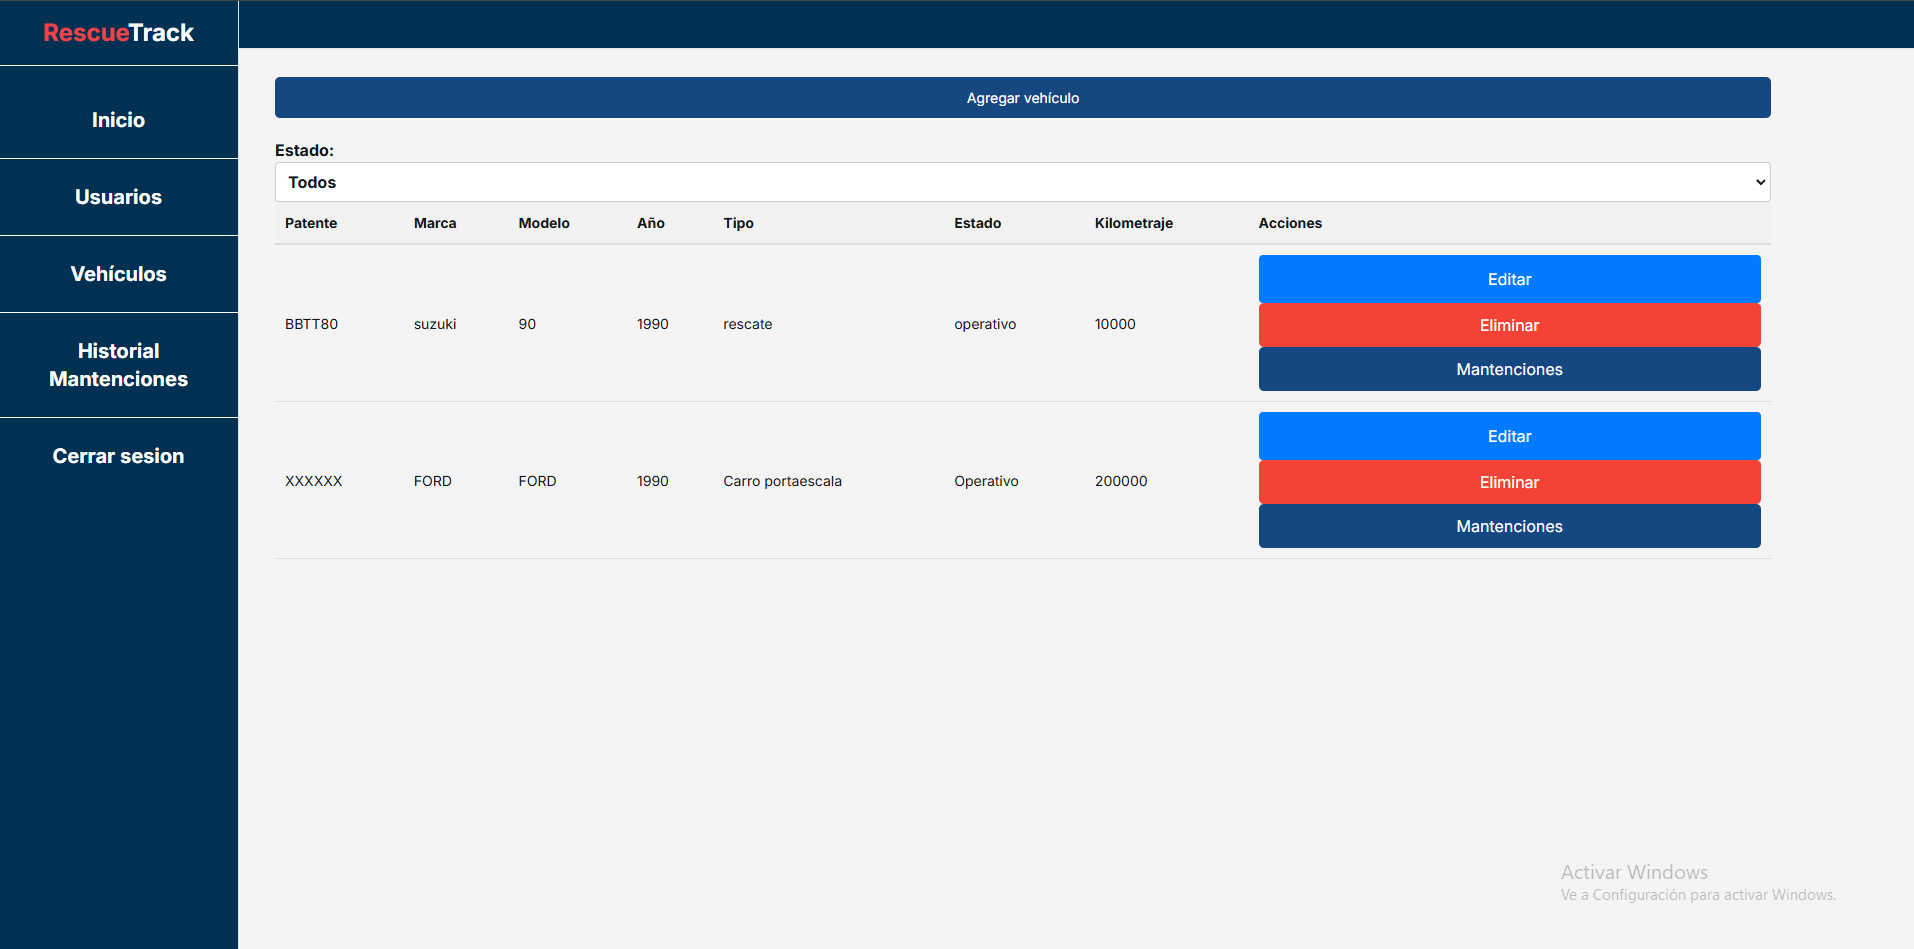 RescueTrack
Inicio
Usuarios
Vehículos
Historial
Mantenciones
Cerrar sesion
Agregar vehículo
Estado:
Todos
Patente Marca Modelo Año Tipo Estado Kilometraje Acciones
BBTT80 suzuki 90 1990 rescate operativo 10000
Editar
Eliminar
Mantenciones
XXXXXX FORD FORD 1990 Carro portaescala Operativo 200000
Editar
Eliminar
Mantenciones
Activar Windows
Ve a Configuración para activar Windows.